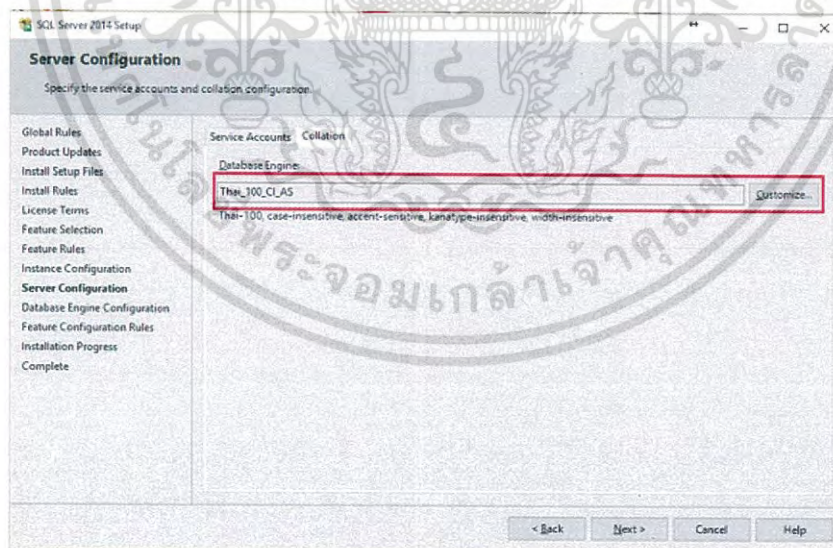 SQL Server 2014 Setup
Server Configuration
Specify the service accounts and collation configuration.
Global Rules
Product Updates
Install Setup Files
Install Rules
License Terms
Feature Selection
Feature Rules
Instance Configuration
Server Configuration
Database Engine Configuration
Feature Configuration Rules
Installation Progress
Complete
Service Accounts Collation
Database Engine:
Thai_100_CI_AS
Customize...
Thai-100, case-insensitive, accent-sensitive, kanatype-insensitive, width-insensitive
< Back Next > Cancel Help
พระจอมเกล้าเจ้าคุณทหาร